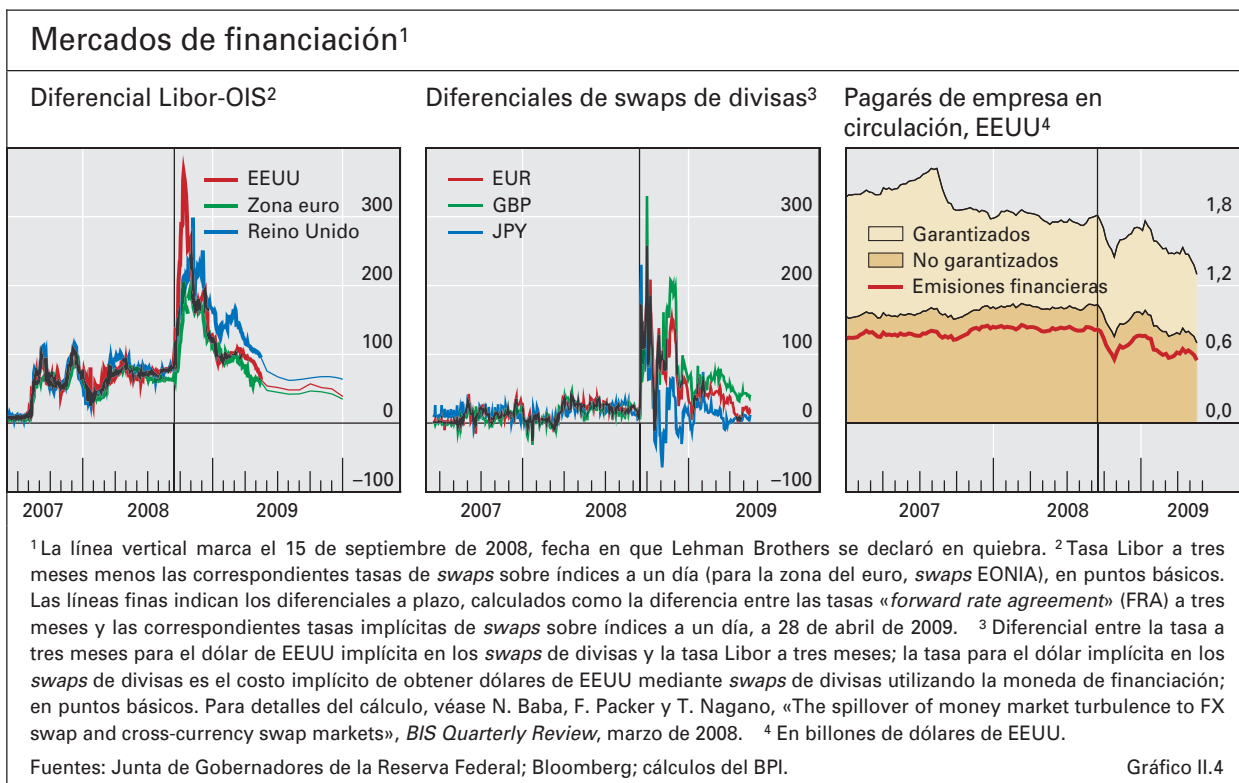 Mercados de financiación¹
Diferencial Libor-OIS²
EEUU
Zona euro
Reino Unido
300
200
100
0
–100
2007 2008 2009
Diferenciales de swaps de divisas³
EUR
GBP
JPY
300
200
100
0
–100
2007 2008 2009
Pagarés de empresa en
circulación, EEUU⁴
Garantizados
No garantizados
Emisiones financieras
1,8
1,2
0,6
0,0
2007 2008 2009
¹ La línea vertical marca el 15 de septiembre de 2008, fecha en que Lehman Brothers se declaró en quiebra. ² Tasa Libor a tres
meses menos las correspondientes tasas de swaps sobre índices a un día (para la zona del euro, swaps EONIA), en puntos básicos.
Las líneas finas indican los diferenciales a plazo, calculados como la diferencia entre las tasas «forward rate agreement» (FRA) a tres
meses y las correspondientes tasas implícitas de swaps sobre índices a un día, a 28 de abril de 2009. ³ Diferencial entre la tasa a
tres meses para el dólar de EEUU implícita en los swaps de divisas y la tasa Libor a tres meses; la tasa para el dólar implícita en los
swaps de divisas es el costo implícito de obtener dólares de EEUU mediante swaps de divisas utilizando la moneda de financiación;
en puntos básicos. Para detalles del cálculo, véase N. Baba, F. Packer y T. Nagano, «The spillover of money market turbulence to FX
swap and cross-currency swap markets», BIS Quarterly Review, marzo de 2008. ⁴ En billones de dólares de EEUU.
Fuentes: Junta de Gobernadores de la Reserva Federal; Bloomberg; cálculos del BPI. Gráfico II.4